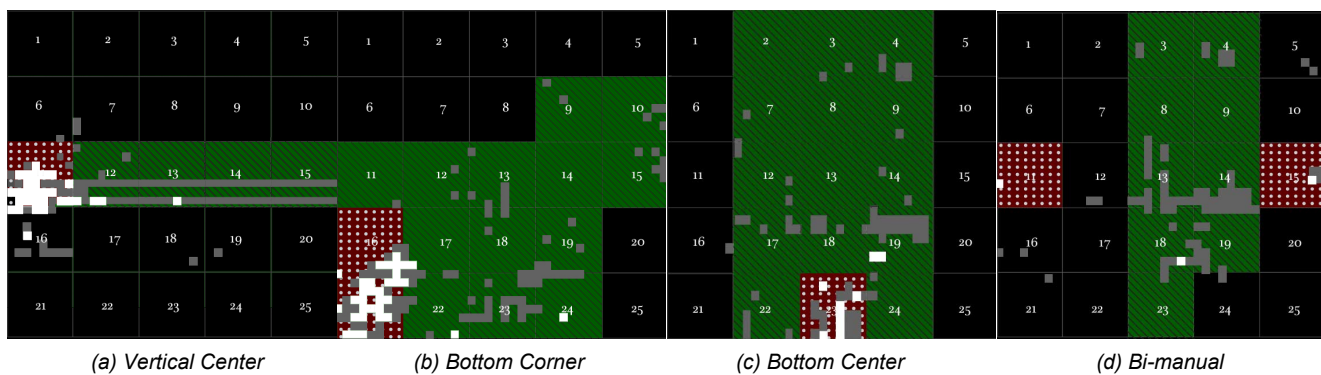 1 2 3 4 5 1 2 3 4 5 1 2 3 4 5 1 2 3 4 5
6 7 8 9 10 6 7 8 9 10 6 7 8 9 10 6 7 8 9 10
12 13 14 15 11 12 13 14 15 11 12 13 14 15 11 12 13 14 15
16 17 18 19 20 16 17 18 19 20 16 17 18 19 20 16 17 18 19 20
21 22 23 24 25 22 23 24 25 21 22 23 24 25 21 22 23 24 25
(a) Vertical Center (b) Bottom Corner (c) Bottom Center (d) Bi-manual